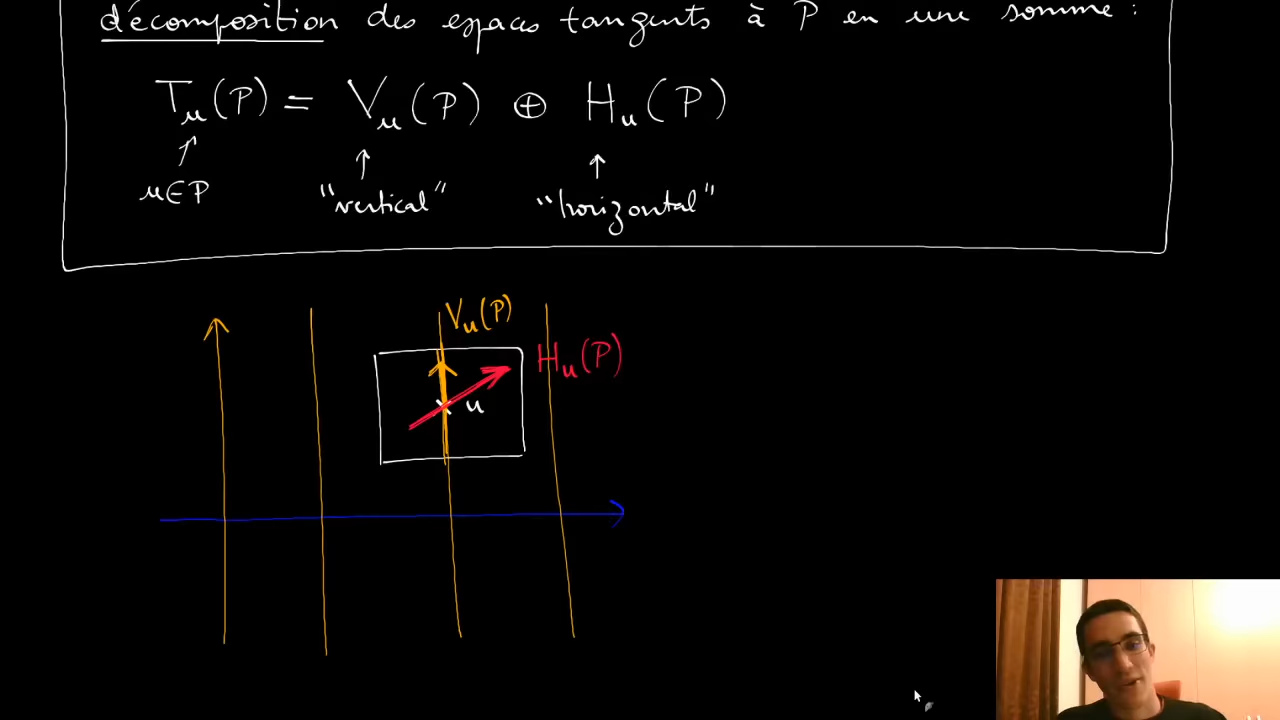 décomposition des espaces tangents à P en une somme :
Tᵤ(P) = Vᵤ(P) ⊕ Hᵤ(P)
↑ ↑ ↑
u∈P "vertical" "horizontal"
Vᵤ(P)
Hᵤ(P)
u